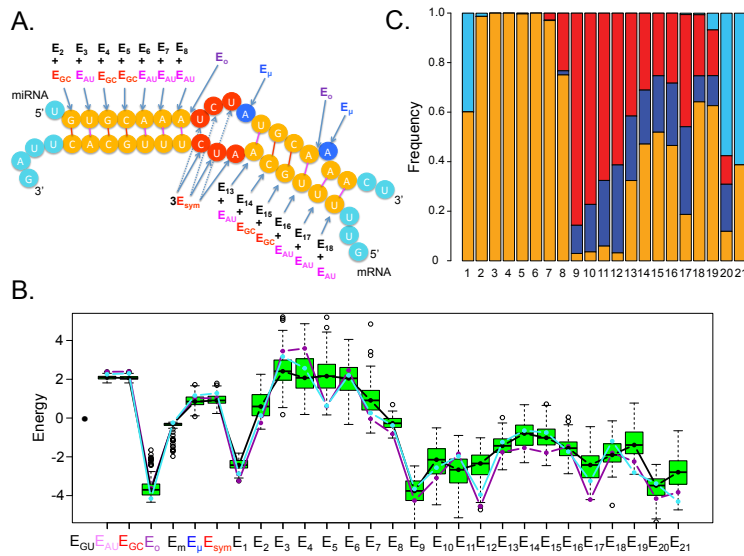 A.
C.
E2 E3 E4 E5 E6 E7 E8
+ + + + + + +
EGC EAU EGC EGC EAU EAU EAU
Eo
Eμ
Eo
Eμ
miRNA
5'
U G U G C A A A U C U A U G C A A A A C U
3'
G A U U C A C G U U U C U A A C G U U U U U G
3'
5'
mRNA
3Esym
E13
+
EAU
E14
+
EGC
E15
+
EGC
E16
+
EAU
E17
+
EAU
E18
+
EAU
Frequency
1.0
0.8
0.6
0.4
0.2
0
1 2 3 4 5 6 7 8 9 10 11 12 13 14 15 16 17 18 19 20 21
B.
Energy
4
2
0
-2
-4
EGU EAU EGC Eo Em Eμ Esym E1 E2 E3 E4 E5 E6 E7 E8 E9 E10 E11 E12 E13 E14 E15 E16 E17 E18 E19 E20 E21